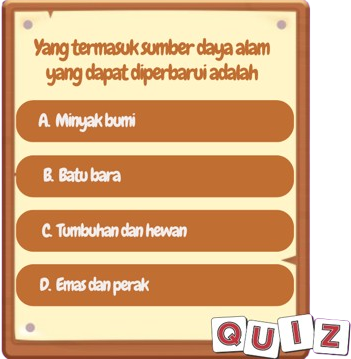 Yang termasuk sumber daya alam
yang dapat diperbarui adalah
A. Minyak bumi
B. Batu bara
C. Tumbuhan dan hewan
D. Emas dan perak
QUIZ